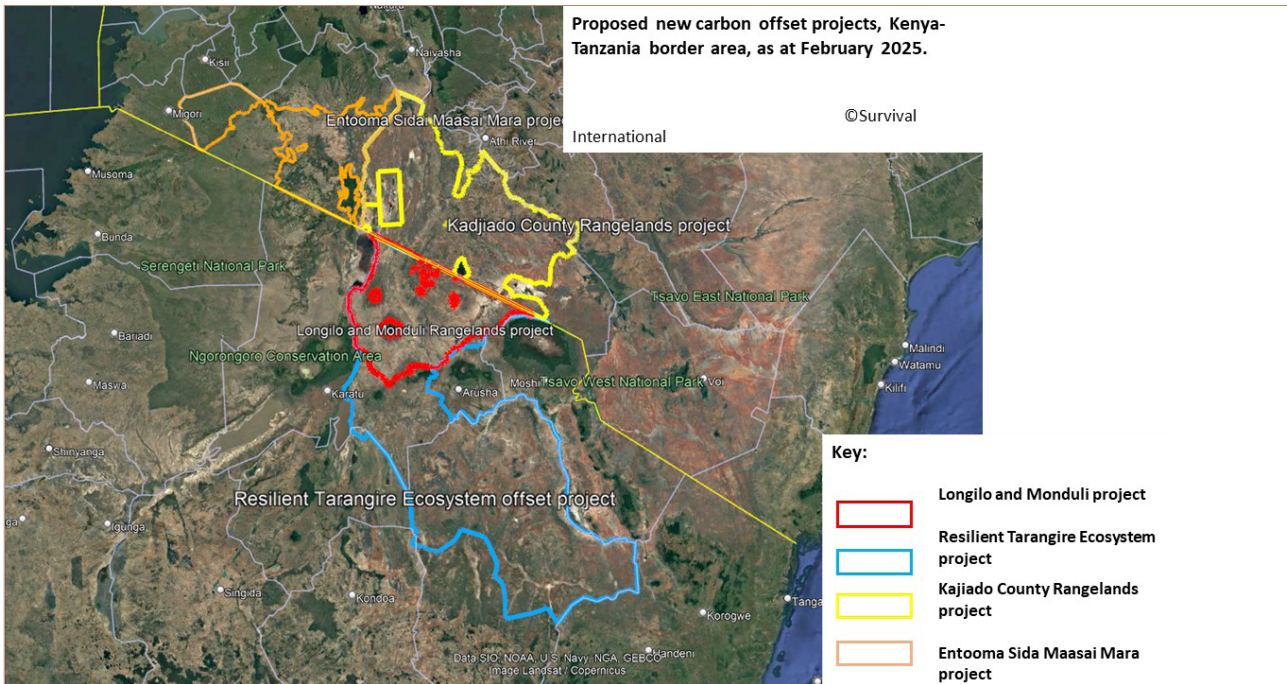 Proposed new carbon offset projects, Kenya-
Tanzania border area, as at February 2025.
©Survival
International
Naivasha
Kisii
Migori
Entooma Sidai Maasai Mara projec
Athi River
Musoma
Kadjiado County Rangelands project
Bunda
Serengeti National Park
Tsavo East National Park
Longilo and Monduli Rangelands project
Bariadi
Malindi
Ngorongoro Conservation Area
Watamu
Maswa
Karatu
Arusha
Moshi
Tsavo West National Park
Voi
Kilifi
Shinyanga
Resilient Tarangire Ecosystem offset project
ga
Igunga
Singida
Kondoa
Korogwe
Tanga
Handeni
Data SIO, NOAA, U.S. Navy, NGA, GEBCO
Image Landsat / Copernicus
Key:
Longilo and Monduli project
Resilient Tarangire Ecosystem
project
Kajiado County Rangelands
project
Entooma Sida Maasai Mara
project